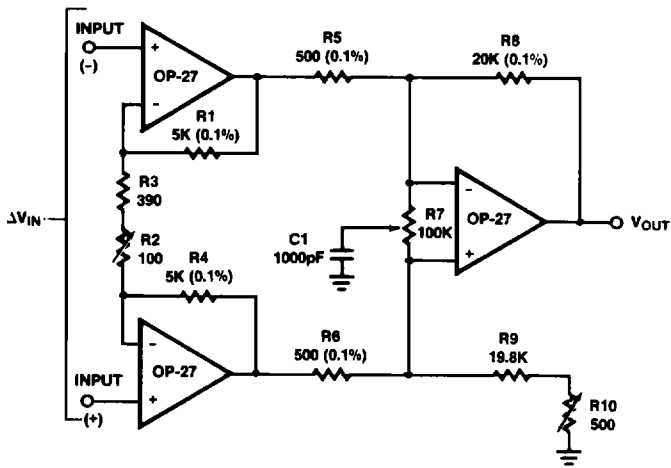 INPUT
(-)
+
OP-27
-
R1
5K (0.1%)
R5
500 (0.1%)
R8
20K (0.1%)
R3
390
ΔVIN
R2
100
R4
5K (0.1%)
C1
1000pF
R7
100K
-
OP-27
+
VOUT
-
OP-27
+
INPUT
(+)
R6
500 (0.1%)
R9
19.8K
R10
500